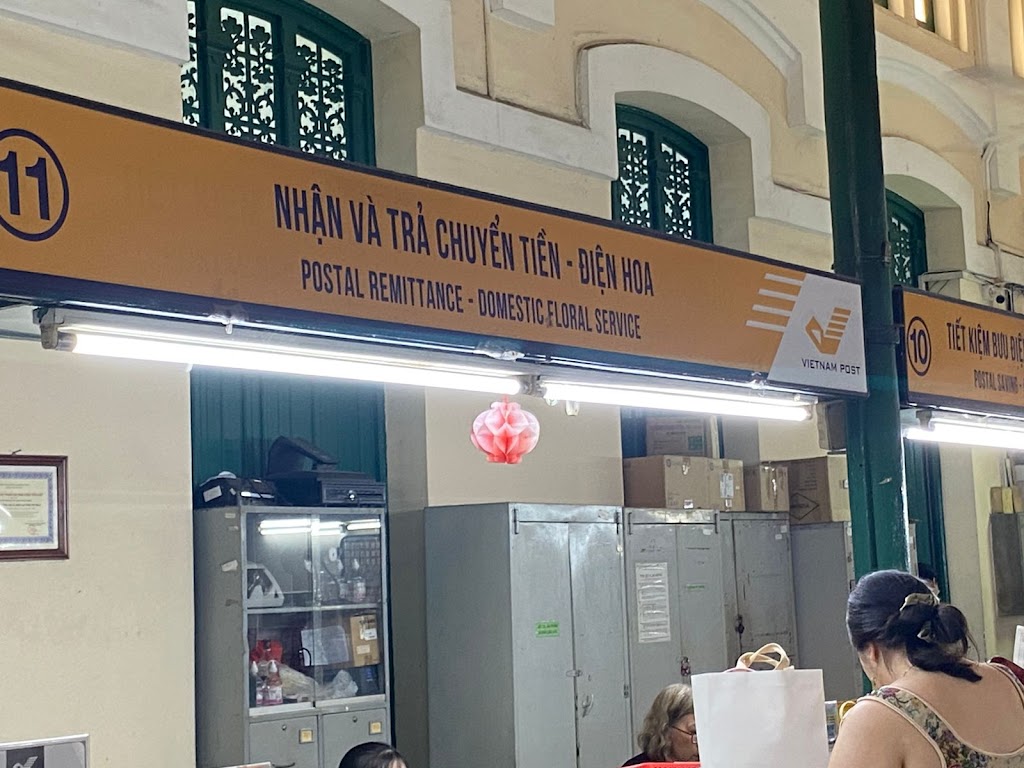 11
NHẬN VÀ TRẢ CHUYỂN TIỀN - ĐIỆN HOA
POSTAL REMITTANCE - DOMESTIC FLORAL SERVICE
VIETNAM POST
10
TIẾT KIỆM BƯU ĐIỆ
POSTAL SAVING